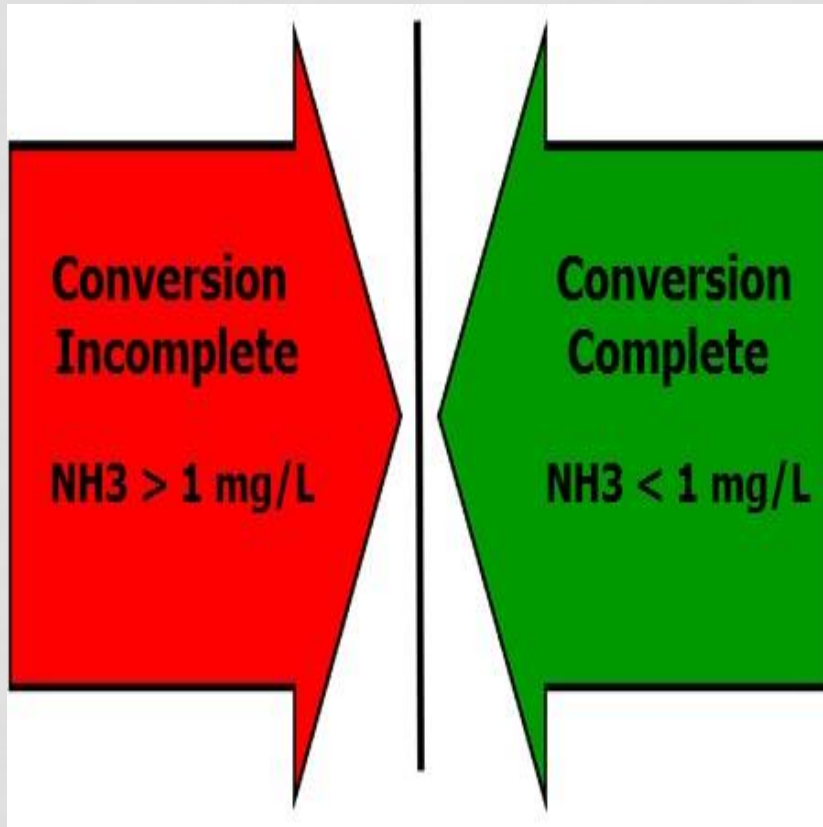 Conversion
Incomplete
NH3 > 1 mg/L
Conversion
Complete
NH3 < 1 mg/L